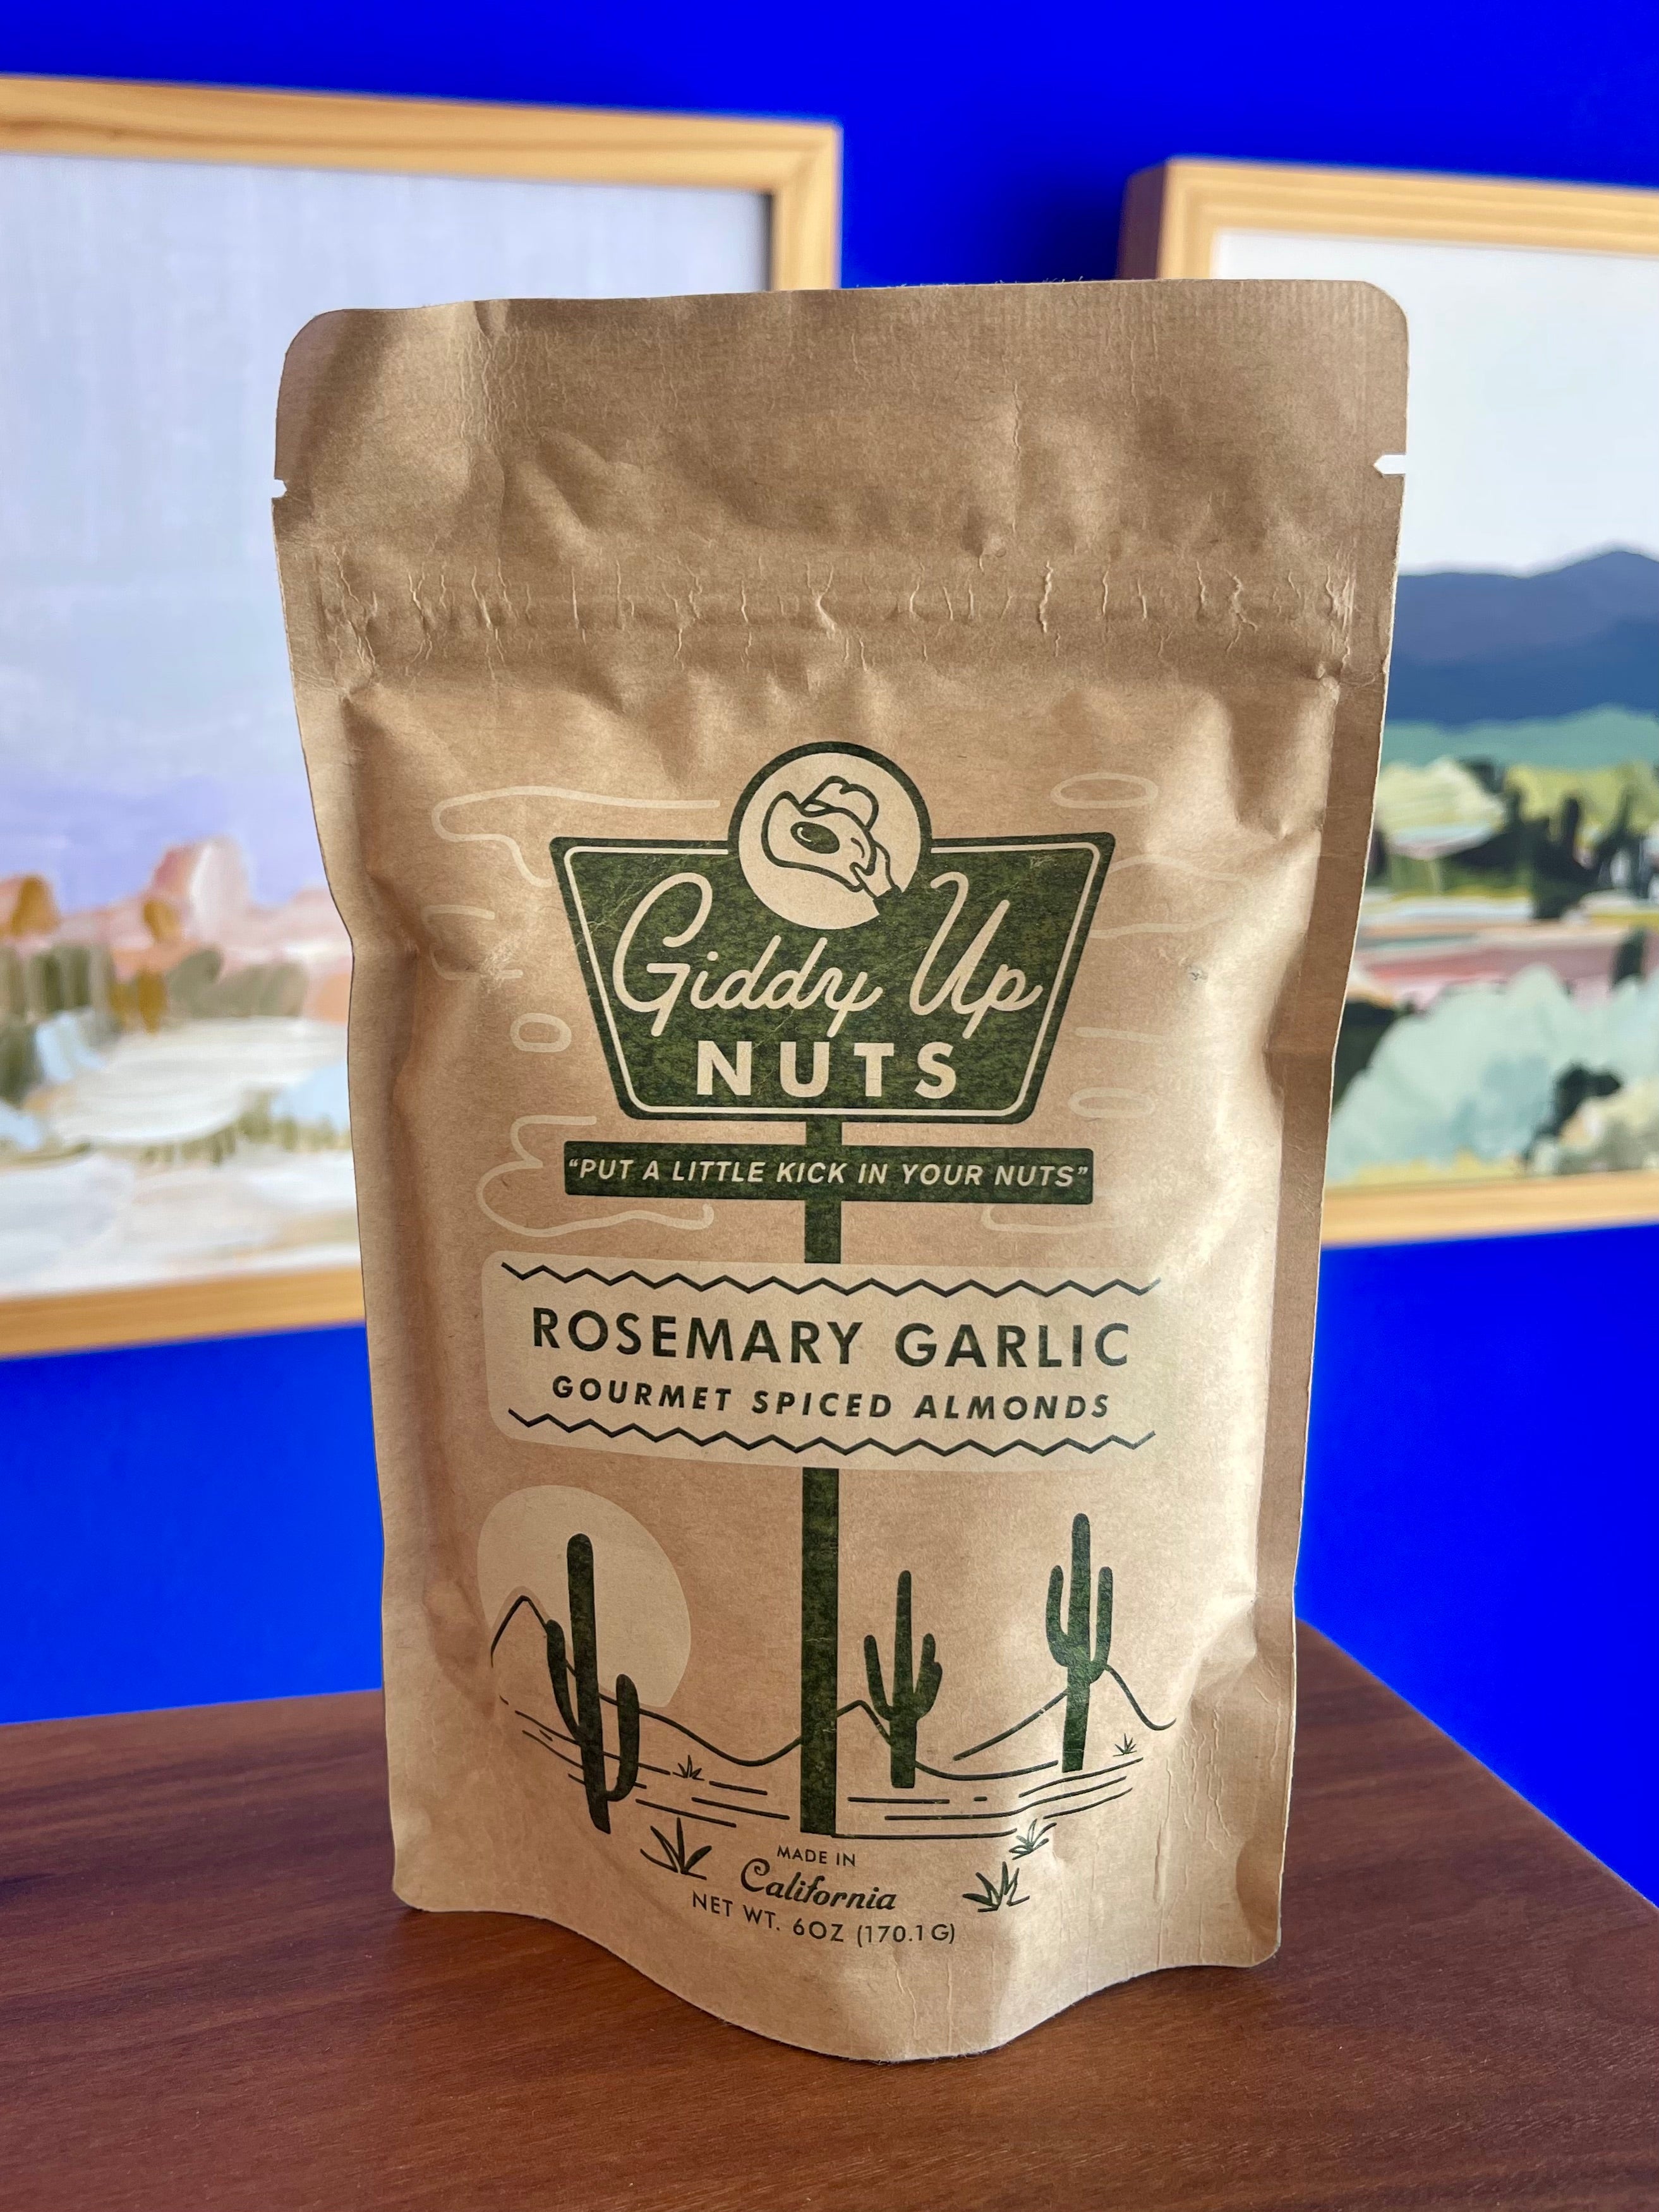 Giddy Up
NUTS
“PUT A LITTLE KICK IN YOUR NUTS”
ROSEMARY GARLIC
GOURMET SPICED ALMONDS
MADE IN
California
NET WT. 6OZ (170.1G)